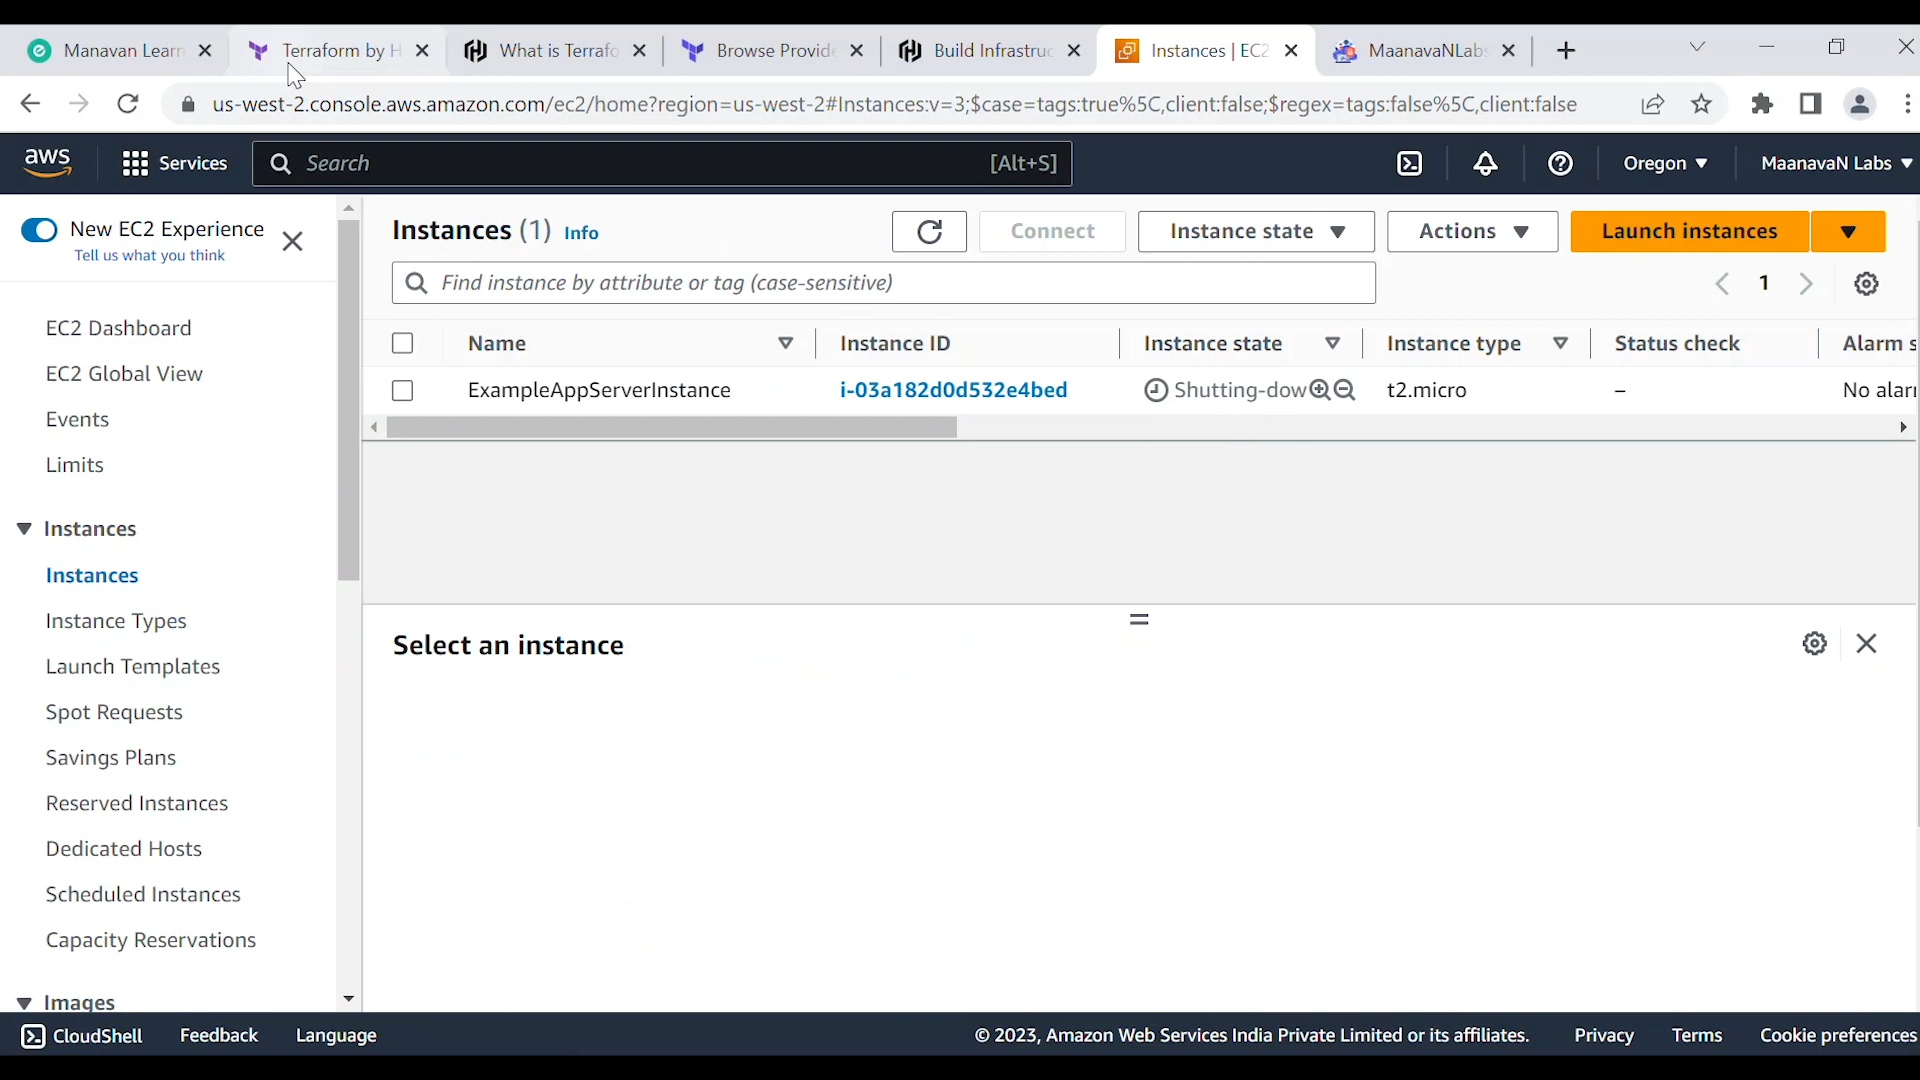 Manavan Learn
Terraform by H
What is Terrafo
Browse Provide
Build Infrastruc
Instances | EC2
MaanavaNLabs
us-west-2.console.aws.amazon.com/ec2/home?region=us-west-2#Instances:v=3;$case=tags:true%5C,client:false;$regex=tags:false%5C,client:false
aws
Services
Search
[Alt+S]
Oregon
MaanavaN Labs
New EC2 Experience
Tell us what you think
EC2 Dashboard
EC2 Global View
Events
Limits
Instances
Instances
Instance Types
Launch Templates
Spot Requests
Savings Plans
Reserved Instances
Dedicated Hosts
Scheduled Instances
Capacity Reservations
Images
Instances (1) Info
Connect
Instance state
Actions
Launch instances
Find instance by attribute or tag (case-sensitive)
1
Name
Instance ID
Instance state
Instance type
Status check
Alarm s
ExampleAppServerInstance
i-03a182d0d532e4bed
Shutting-dow
t2.micro
–
No alarr
Select an instance
CloudShell
Feedback
Language
© 2023, Amazon Web Services India Private Limited or its affiliates.
Privacy
Terms
Cookie preferences